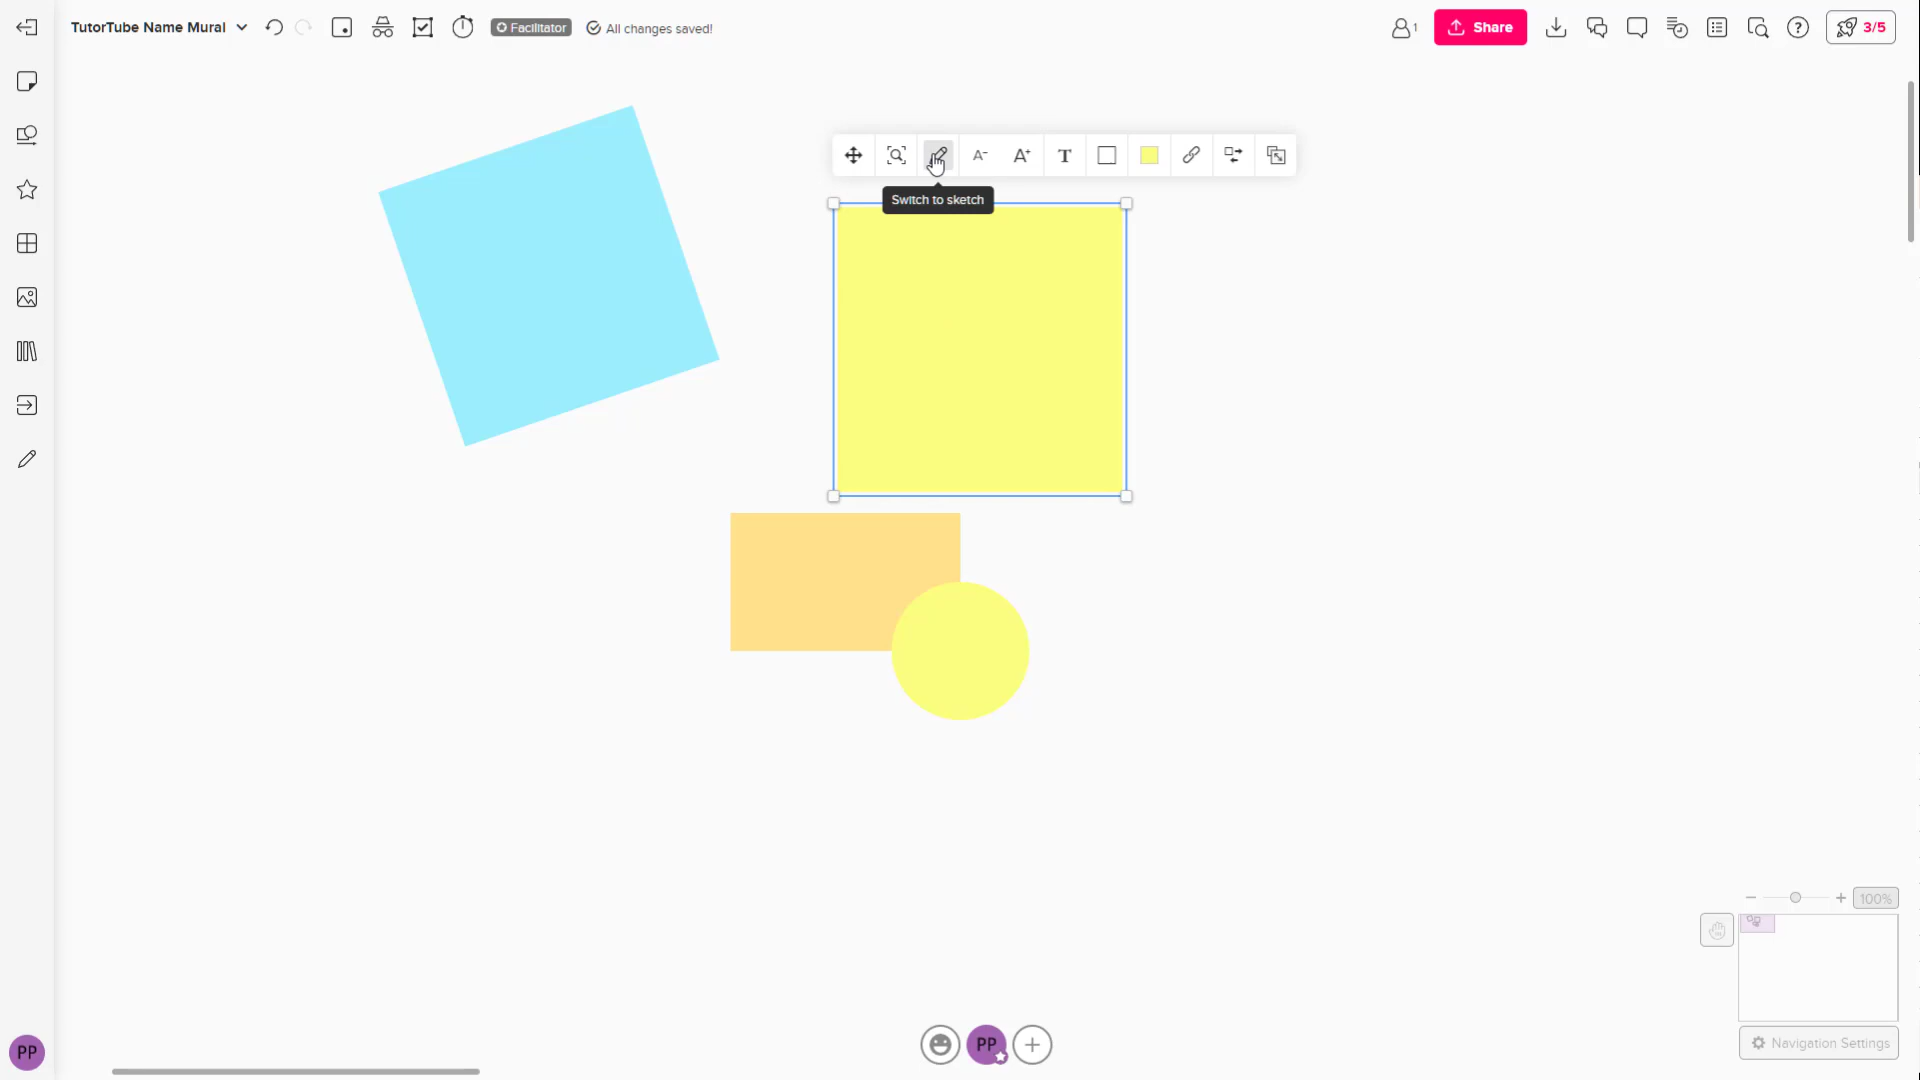 TutorTube Name Mural
Facilitator
All changes saved!
1
Share
3/5
A-
A+
T
Switch to sketch
100%
Navigation Settings
PP
PP